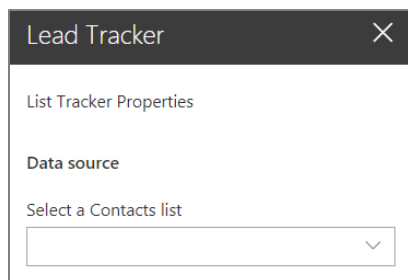 Lead Tracker
List Tracker Properties
Data source
Select a Contacts list